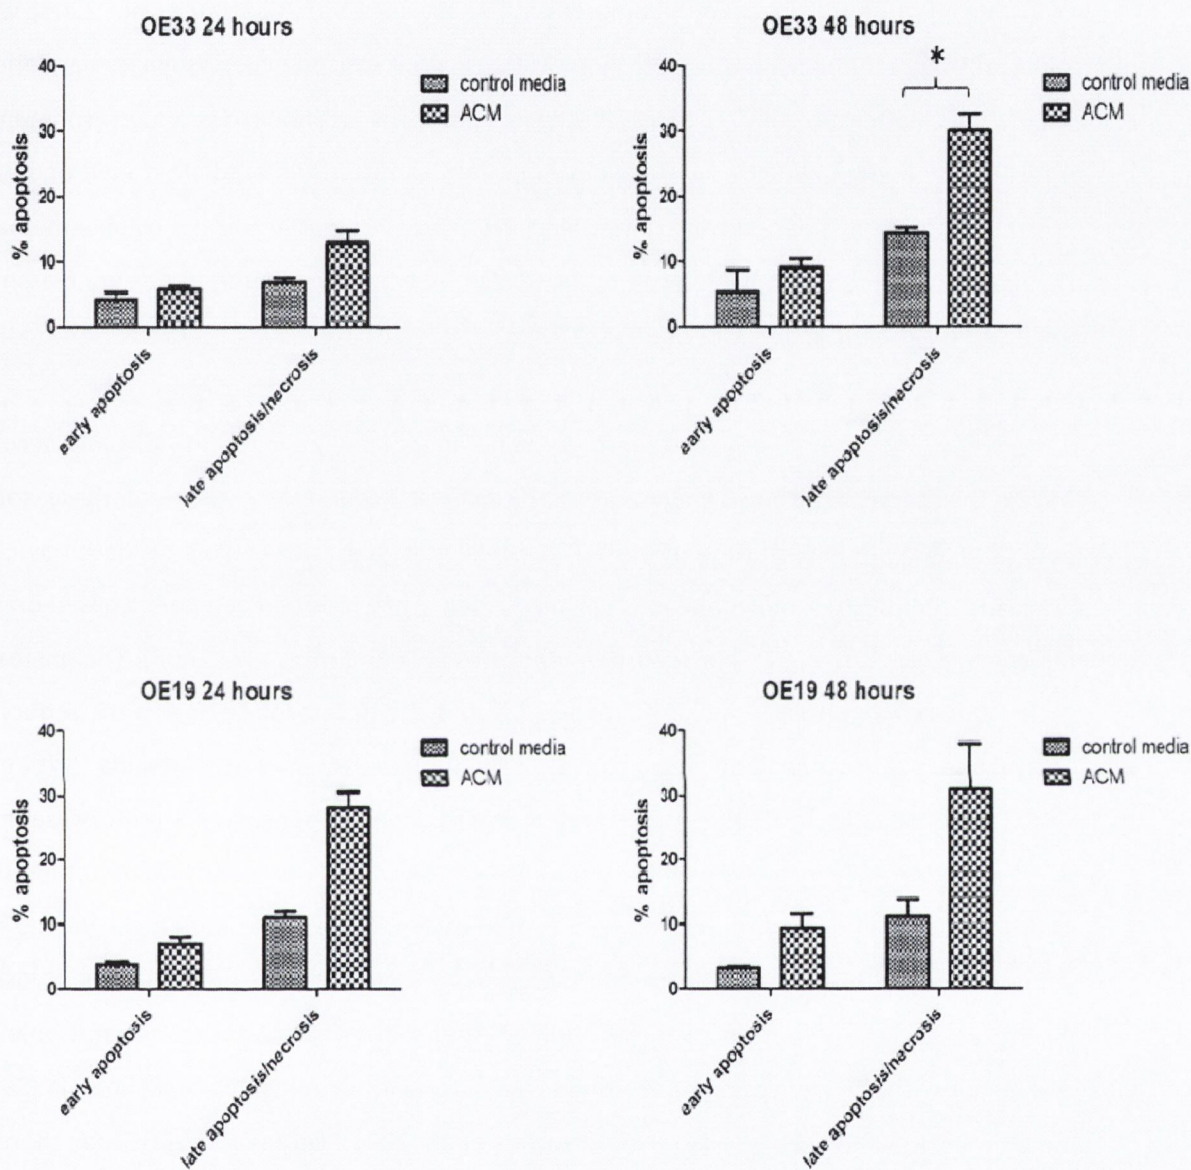 OE33 24 hours
% apoptosis
40
30
20
10
0
control media
ACM
early apoptosis
late apoptosis/necrosis
OE33 48 hours
% apoptosis
40
30
20
10
0
*
control media
ACM
early apoptosis
late apoptosis/necrosis
OE19 24 hours
% apoptosis
40
30
20
10
0
control media
ACM
early apoptosis
late apoptosis/necrosis
OE19 48 hours
% apoptosis
40
30
20
10
0
control media
ACM
early apoptosis
late apoptosis/necrosis